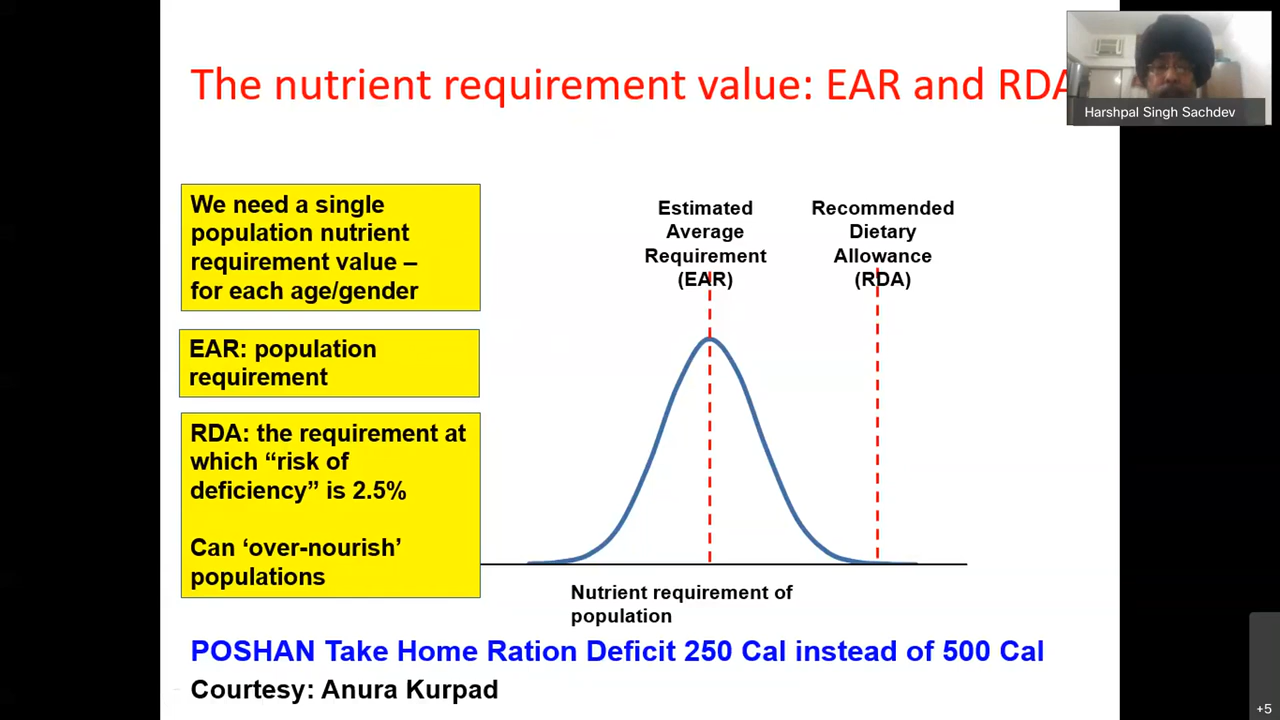 The nutrient requirement value: EAR and RDA
Harshpal Singh Sachdev
We need a single
population nutrient
requirement value –
for each age/gender
EAR: population
requirement
RDA: the requirement at
which “risk of
deficiency” is 2.5%
Can ‘over-nourish’
populations
Estimated
Average
Requirement
(EAR)
Recommended
Dietary
Allowance
(RDA)
Nutrient requirement of
population
POSHAN Take Home Ration Deficit 250 Cal instead of 500 Cal
Courtesy: Anura Kurpad
+5